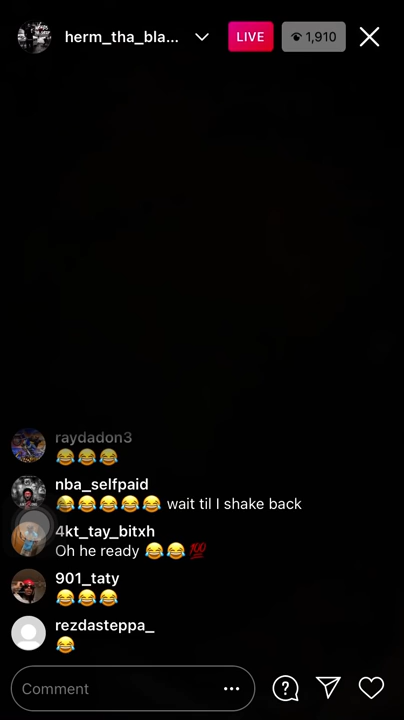 herm_tha_bla...
LIVE
1,910
raydadon3
😂😂😂
nba_selfpaid
😂😂😂😂😂 wait til I shake back
4kt_tay_bitxh
Oh he ready 😂😂💯
901_taty
😂😂😂
rezdasteppa_
😂
Comment